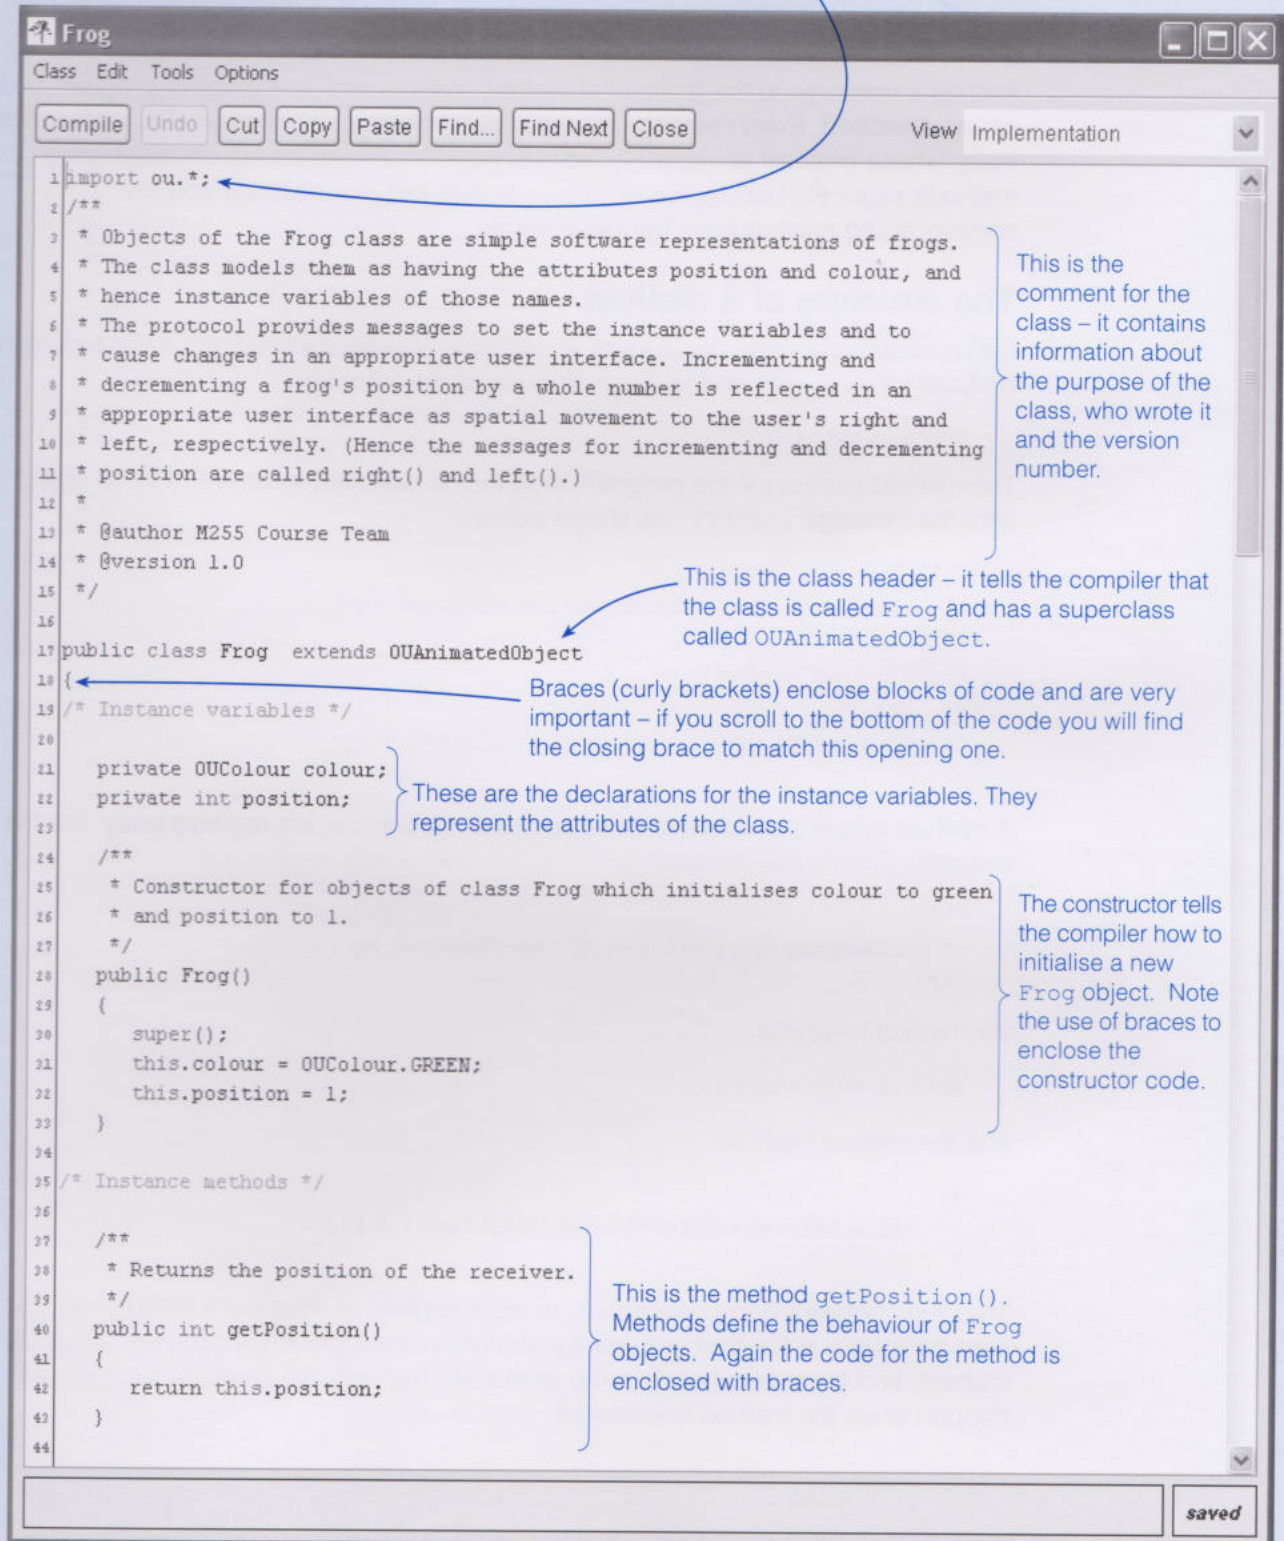 Frog
Class Edit Tools Options
Compile Undo Cut Copy Paste Find... Find Next Close View Implementation
1 import ou.*;
2 /**
3 * Objects of the Frog class are simple software representations of frogs.
4 * The class models them as having the attributes position and colour, and
5 * hence instance variables of those names.
6 * The protocol provides messages to set the instance variables and to
7 * cause changes in an appropriate user interface. Incrementing and
8 * decrementing a frog's position by a whole number is reflected in an
9 * appropriate user interface as spatial movement to the user's right and
10 * left, respectively. (Hence the messages for incrementing and decrementing
11 * position are called right() and left().)
12 *
13 * @author M255 Course Team
14 * @version 1.0
15 */
This is the
comment for the
class – it contains
information about
the purpose of the
class, who wrote it
and the version
number.
16
This is the class header – it tells the compiler that
the class is called Frog and has a superclass
called OUAnimatedObject.
17 public class Frog extends OUAnimatedObject
18 {
Braces (curly brackets) enclose blocks of code and are very
important – if you scroll to the bottom of the code you will find
the closing brace to match this opening one.
19 /* Instance variables */
20
21 private OUColour colour;
22 private int position;
23
These are the declarations for the instance variables. They
represent the attributes of the class.
24 /**
25 * Constructor for objects of class Frog which initialises colour to green
26 * and position to 1.
27 */
28 public Frog()
29 {
30 super();
31 this.colour = OUColour.GREEN;
32 this.position = 1;
33 }
The constructor tells
the compiler how to
initialise a new
Frog object. Note
the use of braces to
enclose the
constructor code.
34
35 /* Instance methods */
36
37 /**
38 * Returns the position of the receiver.
39 */
40 public int getPosition()
41 {
42 return this.position;
43 }
44
This is the method getPosition().
Methods define the behaviour of Frog
objects. Again the code for the method is
enclosed with braces.
saved